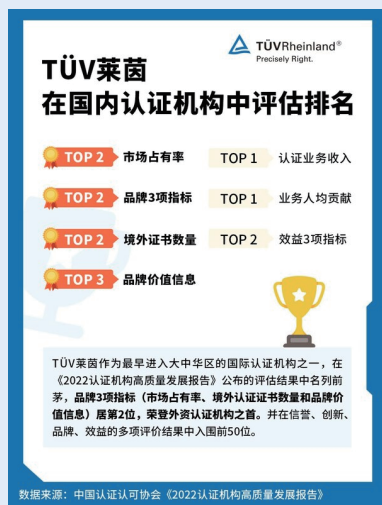 TÜVRheinland®
Precisely Right.
TÜV莱茵
在国内认证机构中评估排名
TOP 2 市场占有率 TOP 1 认证业务收入
TOP 2 品牌3项指标 TOP 1 业务人均贡献
TOP 2 境外证书数量 TOP 2 效益3项指标
TOP 3 品牌价值信息
TÜV莱茵作为最早进入大中华区的国际认证机构之一，在
《2022认证机构高质量发展报告》公布的评估结果中名列前
茅，品牌3项指标（市场占有率、境外认证证书数量和品牌价
值信息）居第2位，荣登外资认证机构之首。并在信誉、创新、
品牌、效益的多项评价结果中入围前50位。
数据来源：中国认证认可协会《2022认证机构高质量发展报告》